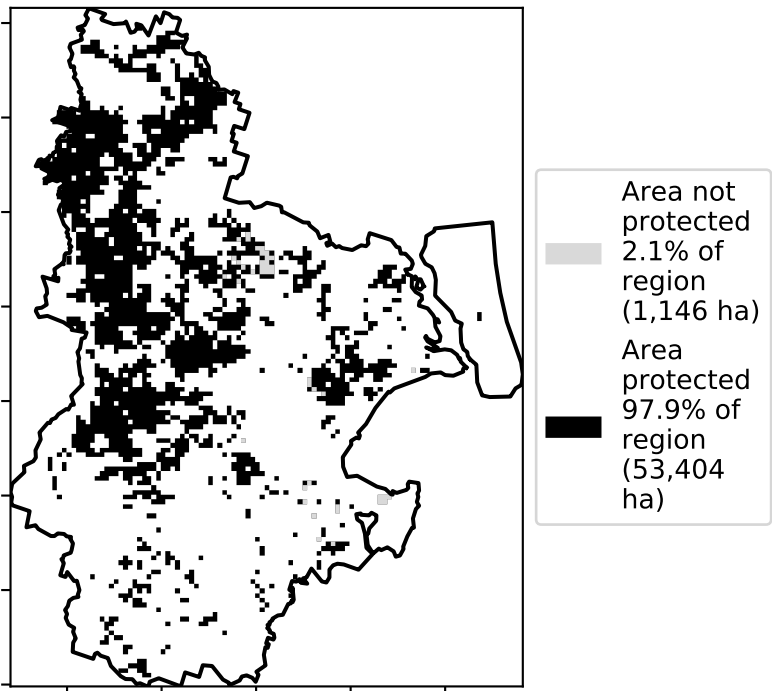 Area not
protected
2.1% of
region
(1,146 ha)
Area
protected
97.9% of
region
(53,404
ha)